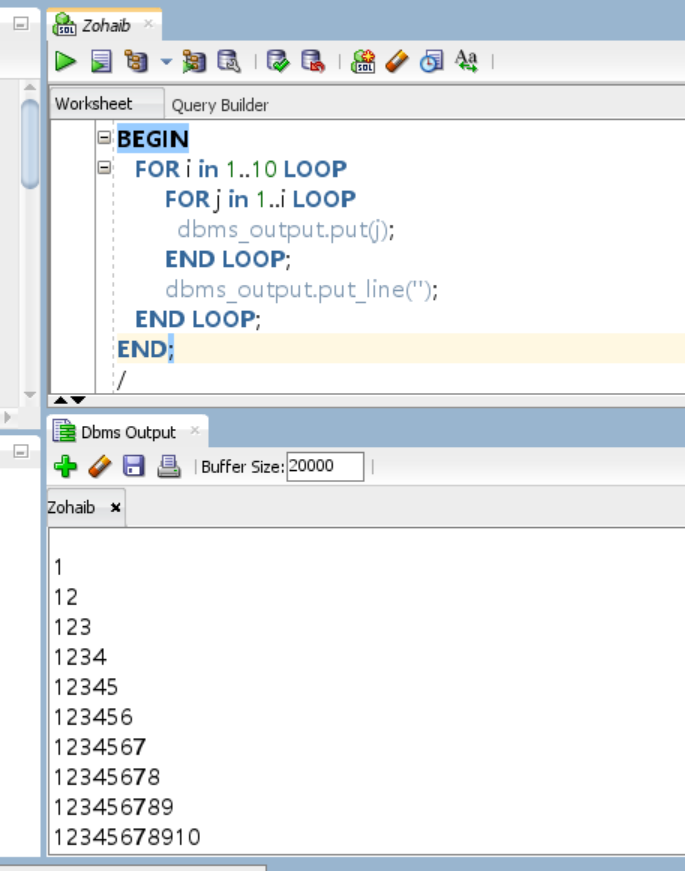 Zohaib
Worksheet Query Builder
BEGIN
FOR i in 1..10 LOOP
FOR j in 1..i LOOP
dbms_output.put(j);
END LOOP;
dbms_output.put_line('');
END LOOP;
END;
/
Dbms Output
Buffer Size: 20000
Zohaib
1
12
123
1234
12345
123456
1234567
12345678
123456789
12345678910